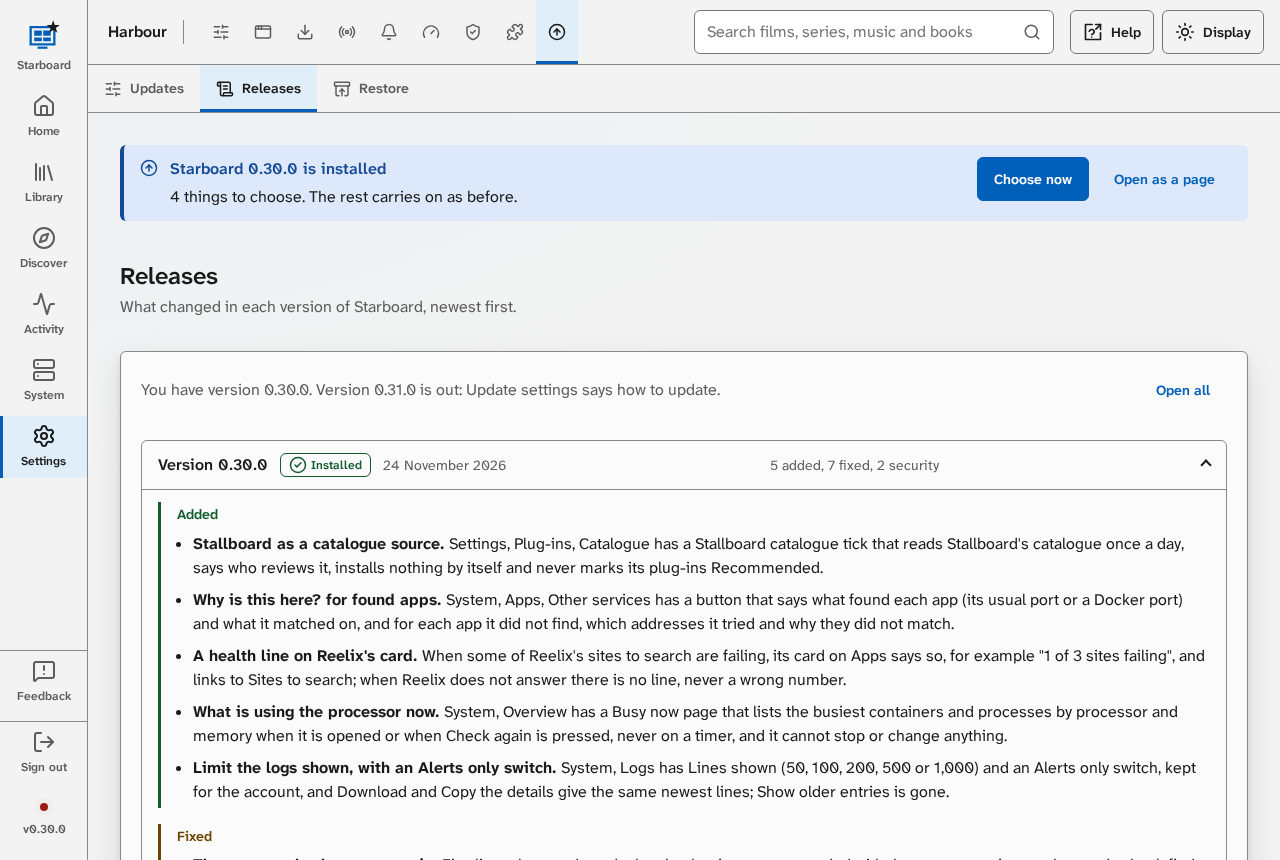 Starboard
Home
Library
Discover
Activity
System
Settings
Feedback
Sign out
v0.30.0
Harbour
Search films, series, music and books
Help
Display
Updates
Releases
Restore
Starboard 0.30.0 is installed
4 things to choose. The rest carries on as before.
Choose now
Open as a page
Releases
What changed in each version of Starboard, newest first.
You have version 0.30.0. Version 0.31.0 is out: Update settings says how to update.
Open all
Version 0.30.0
Installed
24 November 2026
5 added, 7 fixed, 2 security
Added
Stallboard as a catalogue source. Settings, Plug-ins, Catalogue has a Stallboard catalogue tick that reads Stallboard's catalogue once a day,
says who reviews it, installs nothing by itself and never marks its plug-ins Recommended.
Why is this here? for found apps. System, Apps, Other services has a button that says what found each app (its usual port or a Docker port)
and what it matched on, and for each app it did not find, which addresses it tried and why they did not match.
A health line on Reelix's card. When some of Reelix's sites to search are failing, its card on Apps says so, for example "1 of 3 sites failing", and
links to Sites to search; when Reelix does not answer there is no line, never a wrong number.
What is using the processor now. System, Overview has a Busy now page that lists the busiest containers and processes by processor and
memory when it is opened or when Check again is pressed, never on a timer, and it cannot stop or change anything.
Limit the logs shown, with an Alerts only switch. System, Logs has Lines shown (50, 100, 200, 500 or 1,000) and an Alerts only switch, kept
for the account, and Download and Copy the details give the same newest lines; Show older entries is gone.
Fixed